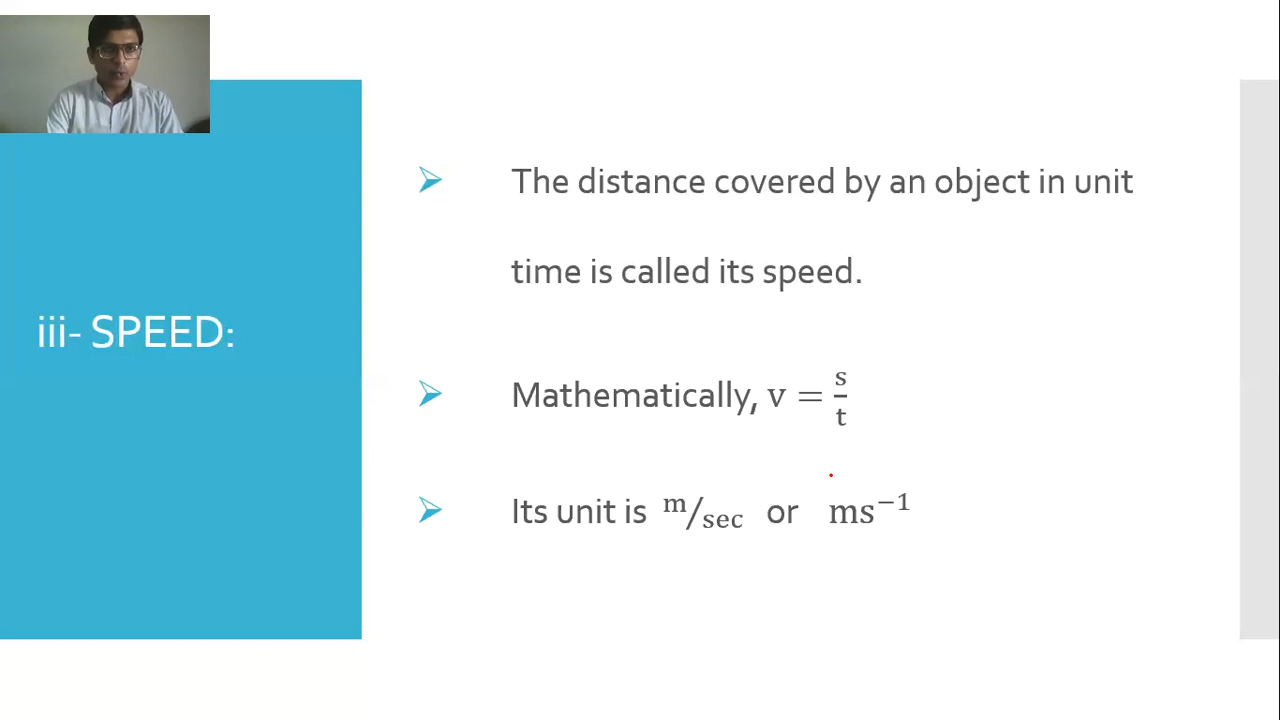 iii- SPEED:
➢ The distance covered by an object in unit
time is called its speed.
➢ Mathematically, v = s/t
➢ Its unit is m/sec or ms⁻¹